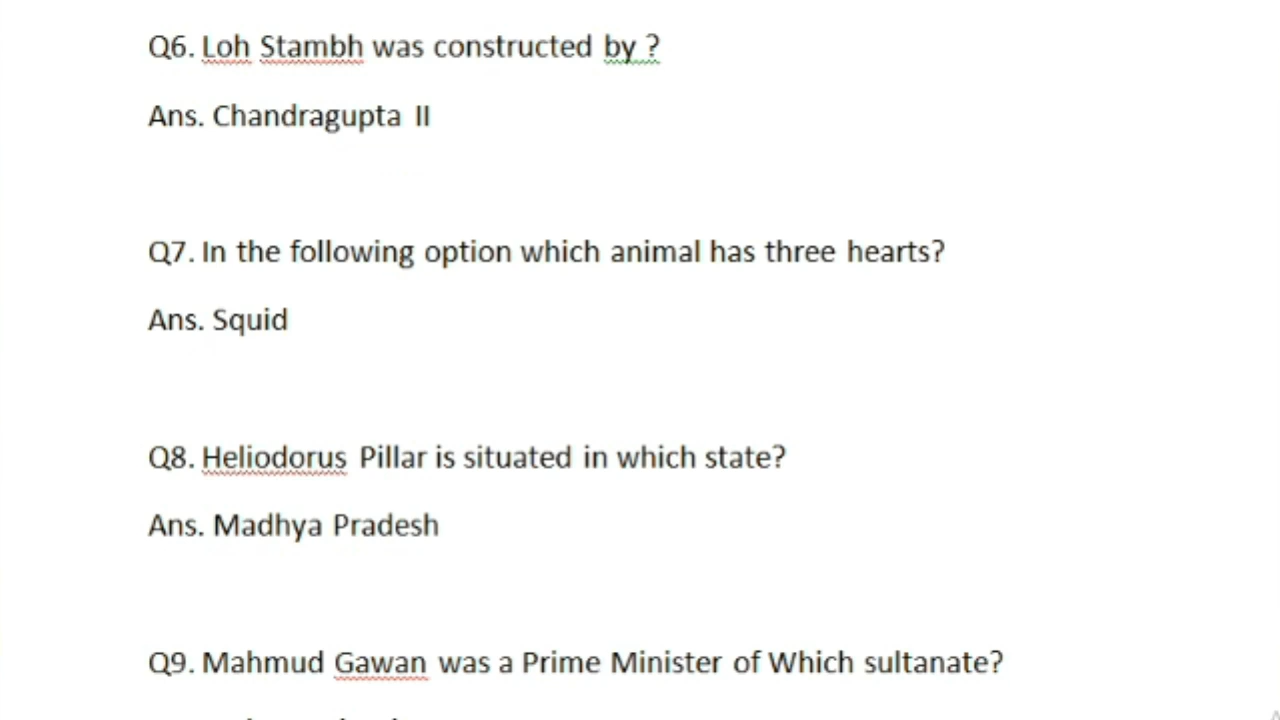 Q6. Loh Stambh was constructed by ?
Ans. Chandragupta II
Q7. In the following option which animal has three hearts?
Ans. Squid
Q8. Heliodorus Pillar is situated in which state?
Ans. Madhya Pradesh
Q9. Mahmud Gawan was a Prime Minister of Which sultanate?